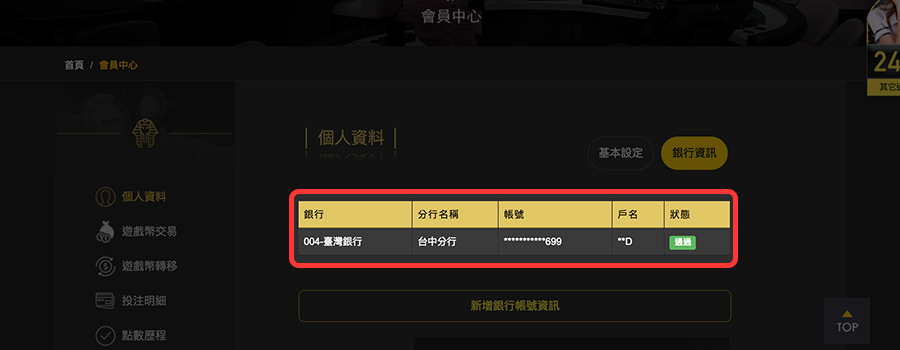 會員中心
首頁 / 會員中心
24
個人資料
基本設定
銀行資訊
個人資料
遊戲幣交易
遊戲幣轉移
投注明細
點數歷程
銀行 分行名稱 帳號 戶名 狀態
004-臺灣銀行 台中分行 ***********699 **D 通過
新增銀行帳號資訊
TOP